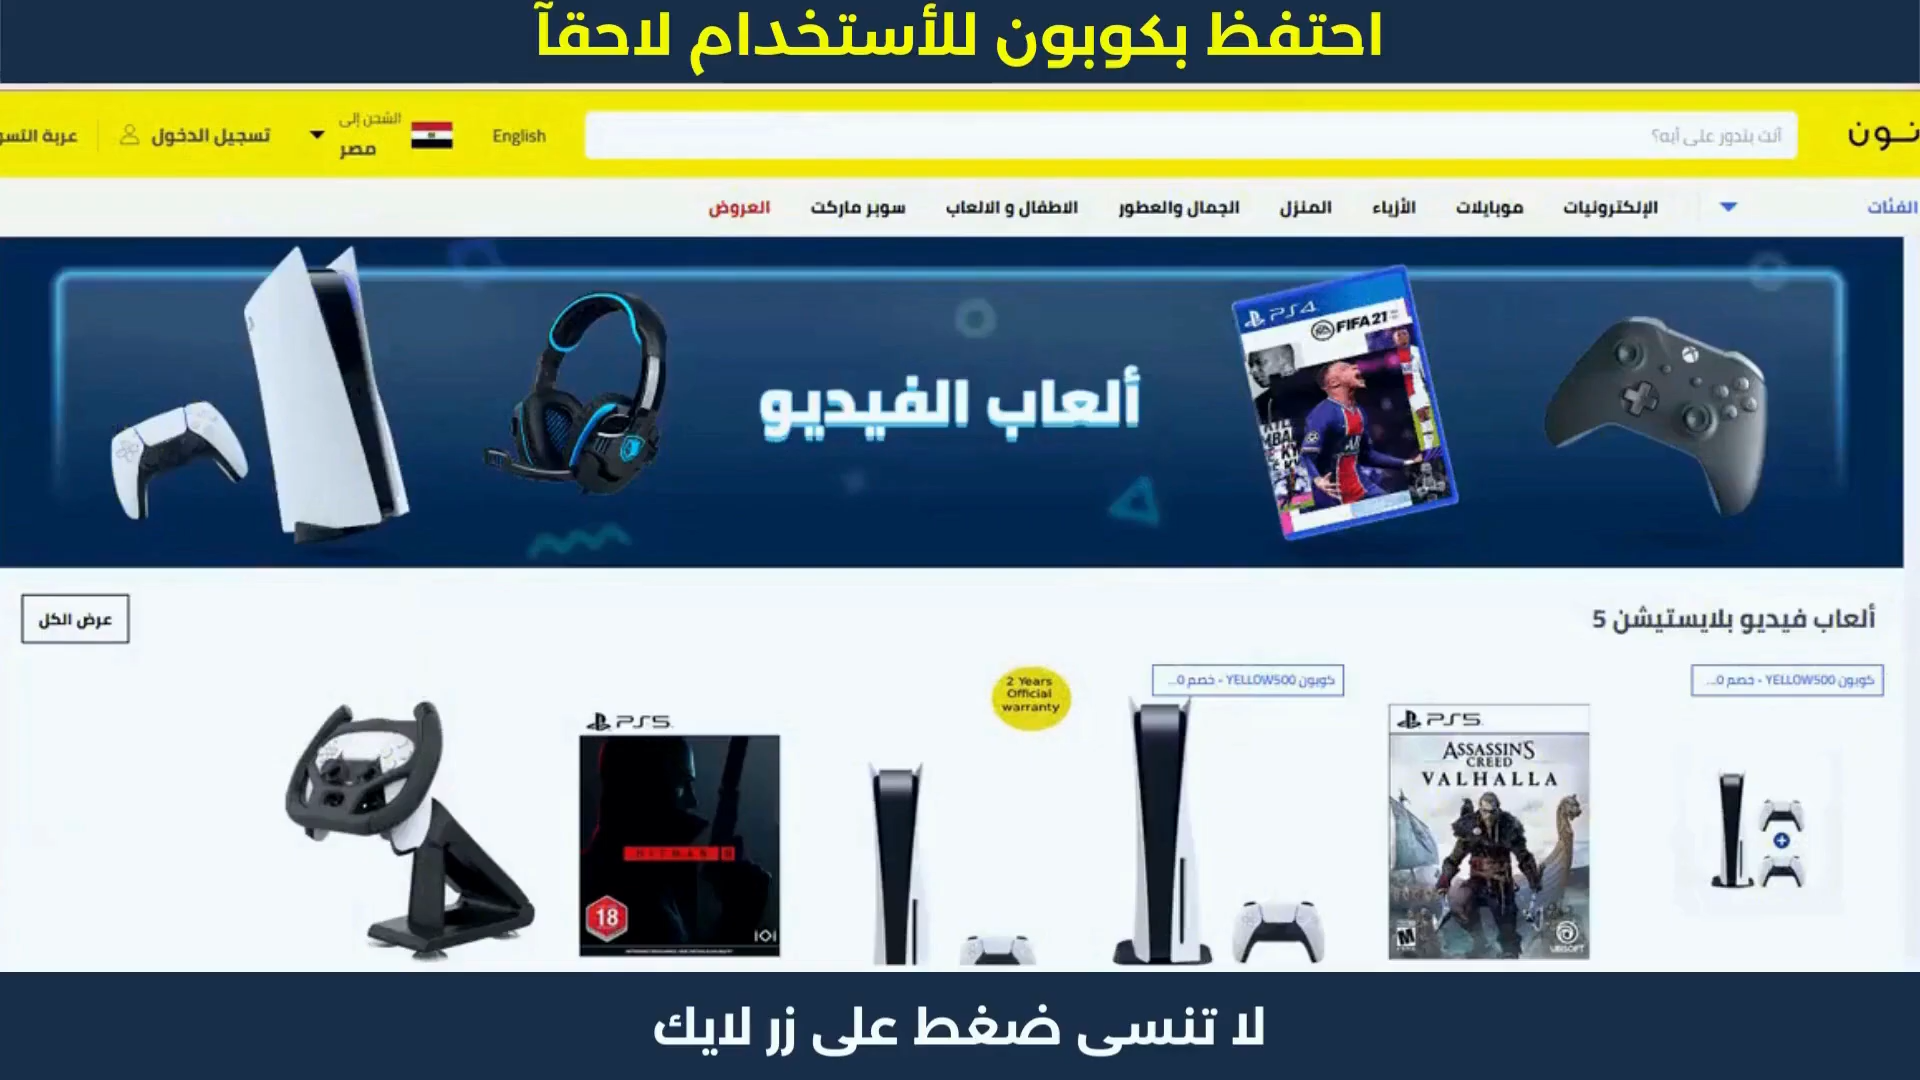 احتفظ بكوبون للأستخدام لاحقآ
نون
أنت بتدور على أيه؟
English
الشحن إلى
مصر
تسجيل الدخول
عربة التسو
الفئات
الإلكترونيات
موبايلات
الأزياء
المنزل
الجمال والعطور
الاطفال و الالعاب
سوبر ماركت
العروض
PS4
FIFA 21
ألعاب الفيديو
ألعاب فيديو بلايستيشن 5
عرض الكل
كوبون YELLOW500 - خصم 0...
كوبون YELLOW500 - خصم 0...
2 Years
Official
warranty
PS5
ASSASSIN'S
CREED
VALHALLA
M
UBISOFT
PS5
HITMAN
18
IOI
لا تنسى ضغط على زر لايك